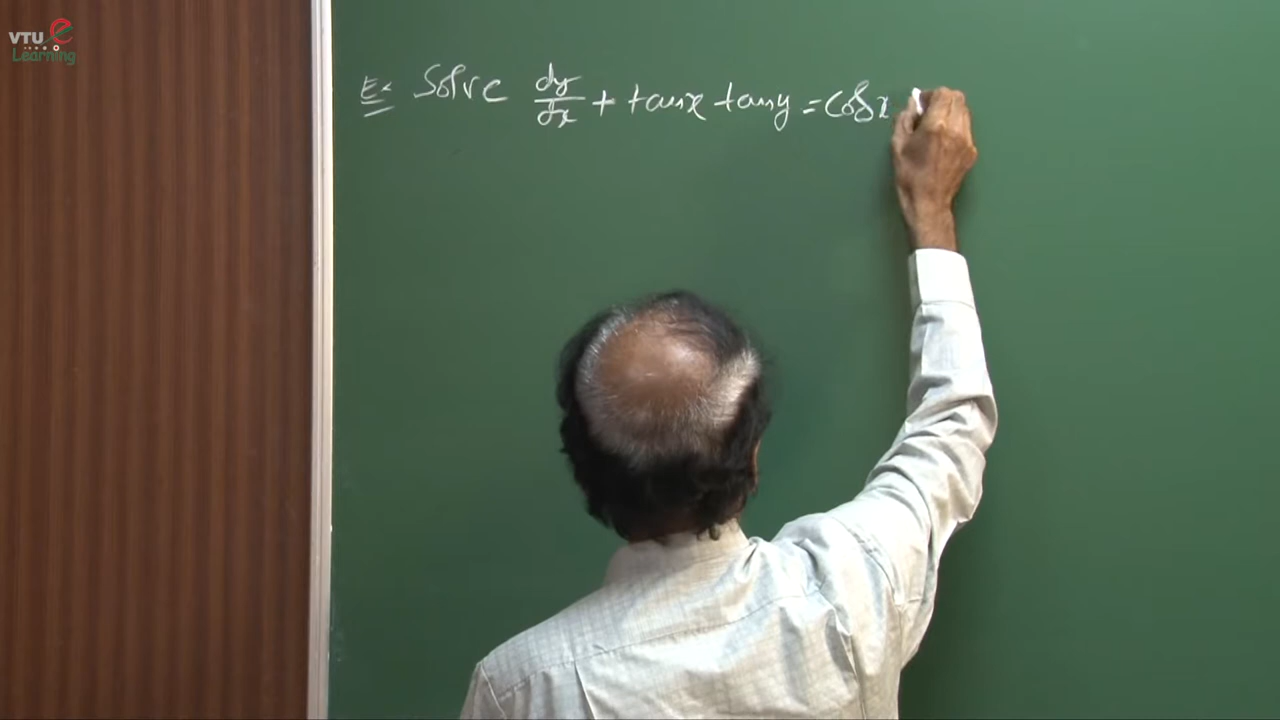 VTU e
Learning
Ex Solve dy/dx + tanx tany = cosx